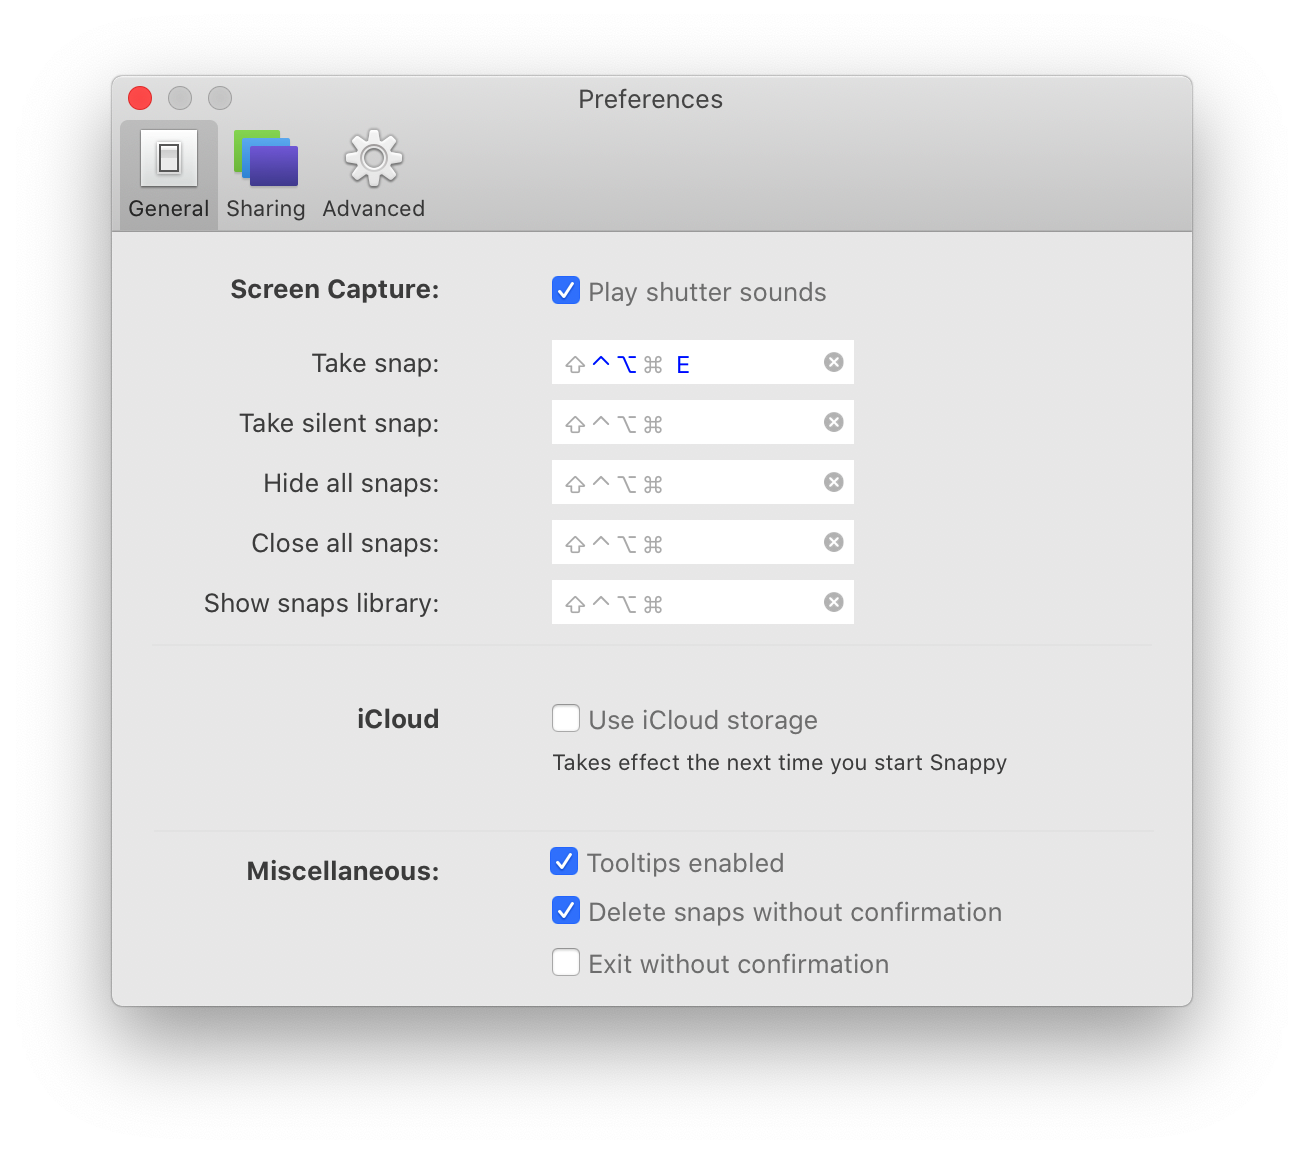 Preferences
General Sharing Advanced
Screen Capture: Play shutter sounds
Take snap: ⇧⌃⌥⌘ E
Take silent snap: ⇧⌃⌥⌘
Hide all snaps: ⇧⌃⌥⌘
Close all snaps: ⇧⌃⌥⌘
Show snaps library: ⇧⌃⌥⌘
iCloud Use iCloud storage
Takes effect the next time you start Snappy
Miscellaneous: Tooltips enabled
Delete snaps without confirmation
Exit without confirmation